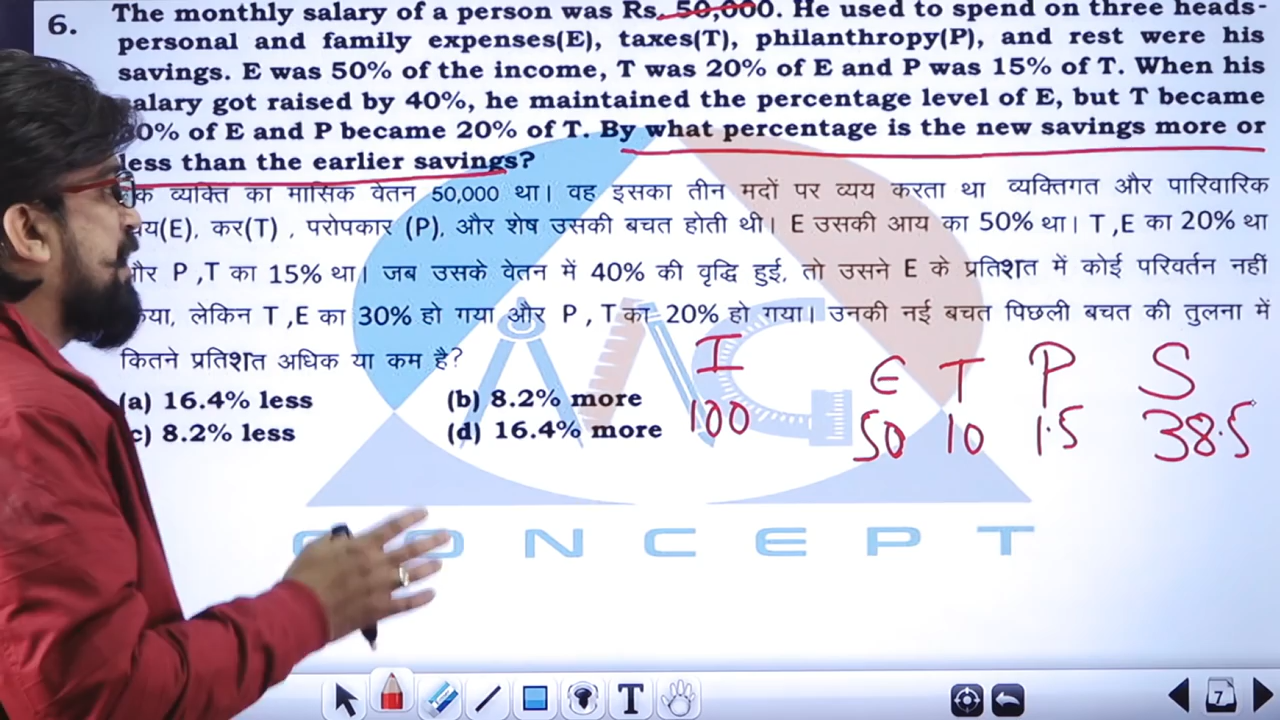 6. The monthly salary of a person was Rs. 50,000. He used to spend on three heads-
personal and family expenses(E), taxes(T), philanthropy(P), and rest were his
savings. E was 50% of the income, T was 20% of E and P was 15% of T. When his
salary got raised by 40%, he maintained the percentage level of E, but T became
30% of E and P became 20% of T. By what percentage is the new savings more or
less than the earlier savings?
व्यक्ति का मासिक वेतन 50,000 था। वह इसका तीन मदों पर व्यय करता था व्यक्तिगत और पारिवारिक
व्यय(E), कर(T) , परोपकार (P), और शेष उसकी बचत होती थी। E उसकी आय का 50% था। T ,E का 20% था
और P ,T का 15% था। जब उसके वेतन में 40% की वृद्धि हुई, तो उसने E के प्रतिशत में कोई परिवर्तन नहीं
किया, लेकिन T ,E का 30% हो गया और P , T का 20% हो गया। उनकी नई बचत पिछली बचत की तुलना में
कितने प्रतिशत अधिक या कम है?
(a) 16.4% less (b) 8.2% more
(c) 8.2% less (d) 16.4% more
I E T P S
100 50 10 1.5 38.5
CONCEPT
T
7